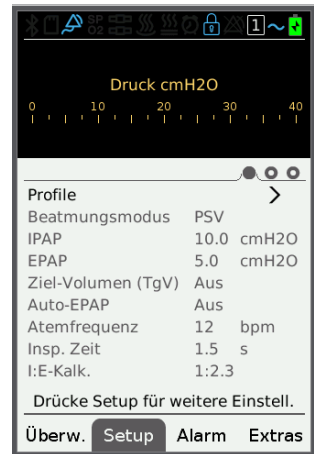 SP O2 1
Druck cmH2O
0 10 20 30 40
Profile >
Beatmungsmodus PSV
IPAP 10.0 cmH2O
EPAP 5.0 cmH2O
Ziel-Volumen (TgV) Aus
Auto-EPAP Aus
Atemfrequenz 12 bpm
Insp. Zeit 1.5 s
I:E-Kalk. 1:2.3
Drücke Setup für weitere Einstell.
Überw. Setup Alarm Extras